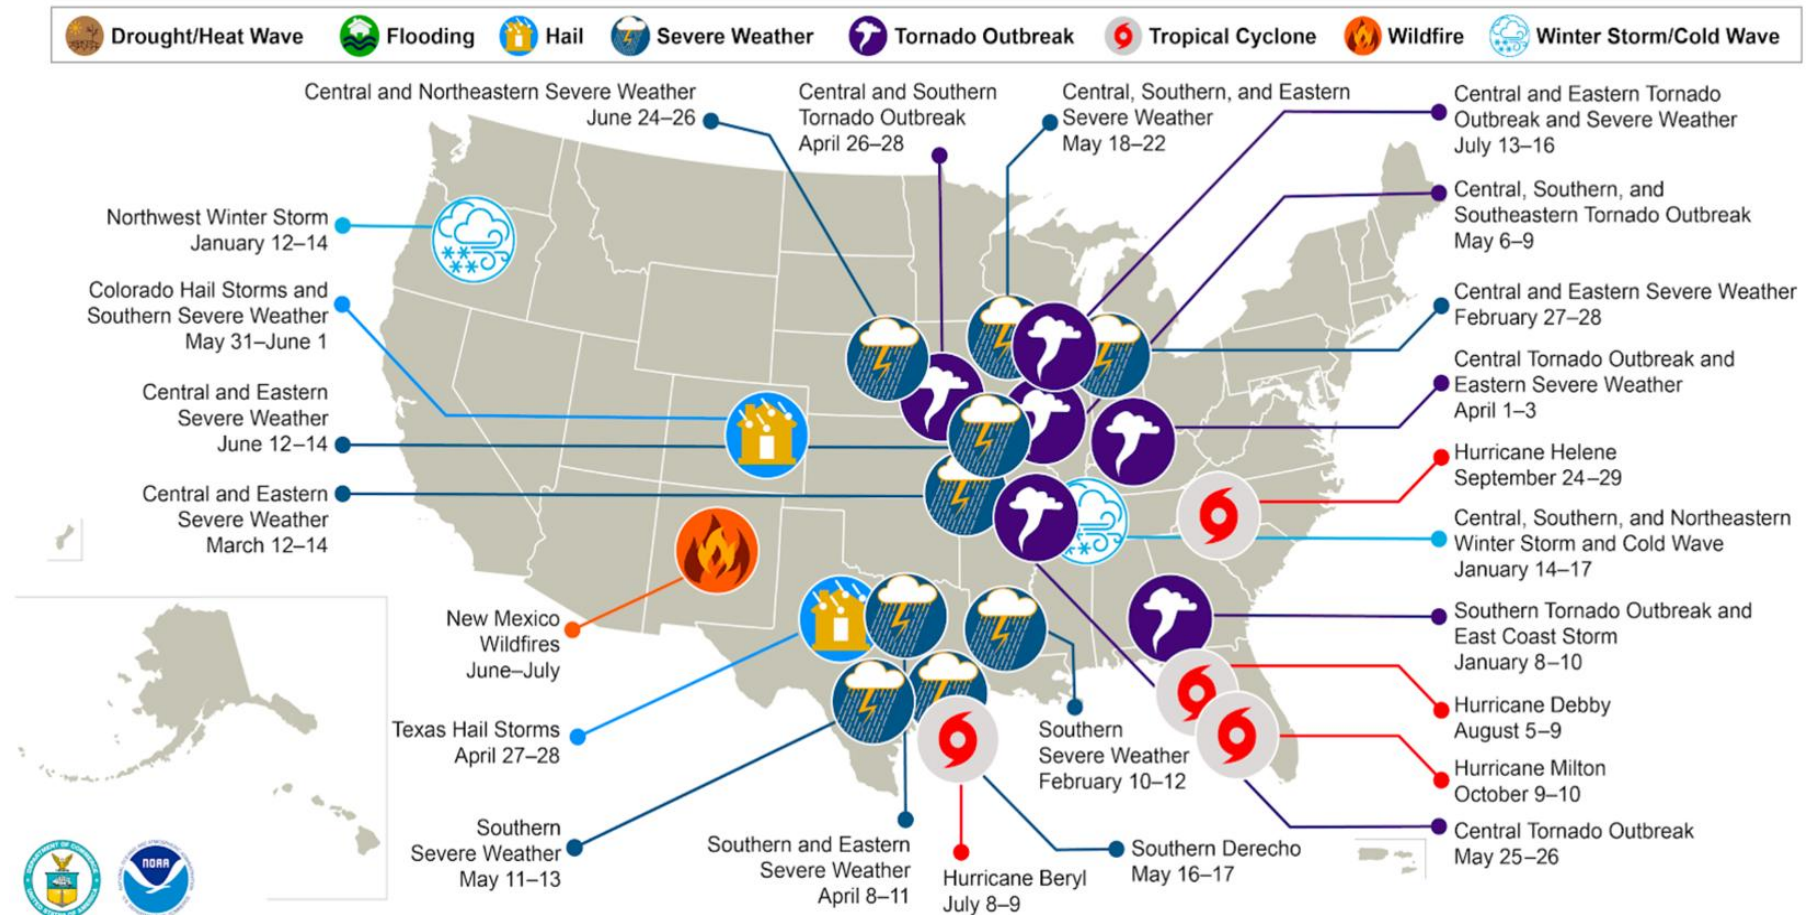 Drought/Heat Wave
Flooding
Hail
Severe Weather
Tornado Outbreak
Tropical Cyclone
Wildfire
Winter Storm/Cold Wave
Central and Northeastern Severe Weather
June 24–26
Central and Southern
Tornado Outbreak
April 26–28
Central, Southern, and Eastern
Severe Weather
May 18–22
Central and Eastern Tornado
Outbreak and Severe Weather
July 13–16
Central, Southern, and
Southeastern Tornado Outbreak
May 6–9
Northwest Winter Storm
January 12–14
Colorado Hail Storms and
Southern Severe Weather
May 31–June 1
Central and Eastern Severe Weather
February 27–28
Central Tornado Outbreak and
Eastern Severe Weather
April 1–3
Central and Eastern
Severe Weather
June 12–14
Hurricane Helene
September 24–29
Central and Eastern
Severe Weather
March 12–14
Central, Southern, and Northeastern
Winter Storm and Cold Wave
January 14–17
New Mexico
Wildfires
June–July
Southern Tornado Outbreak and
East Coast Storm
January 8–10
Texas Hail Storms
April 27–28
Southern
Severe Weather
February 10–12
Hurricane Debby
August 5–9
Hurricane Milton
October 9–10
Southern
Severe Weather
May 11–13
Southern and Eastern
Severe Weather
April 8–11
Hurricane Beryl
July 8–9
Southern Derecho
May 16–17
Central Tornado Outbreak
May 25–26
DEPARTMENT OF COMMERCE
UNITED STATES OF AMERICA
NOAA